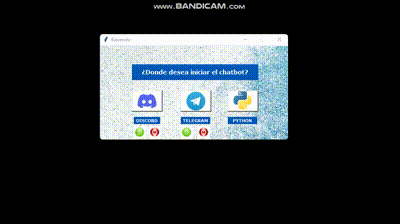 www.BANDICAM.com
¿Donde desea iniciar el chatbot?
DISCORD
TELEGRAM
PYTHON